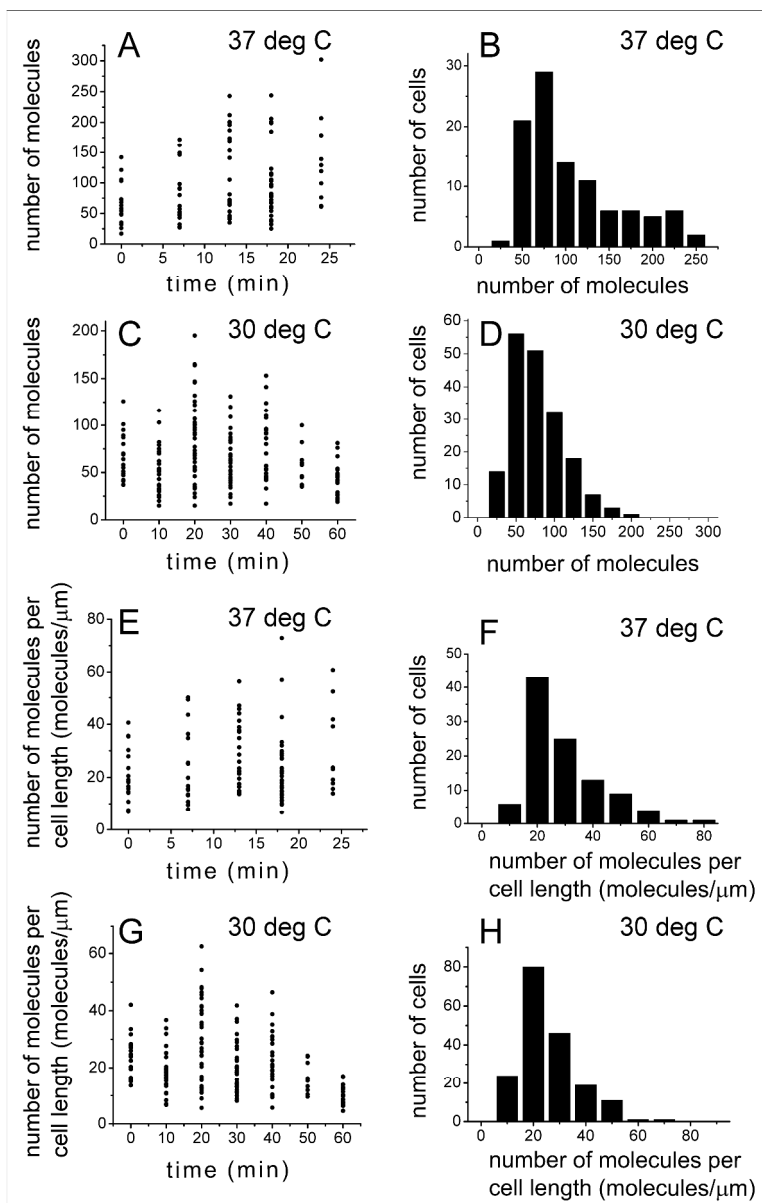 A
37 deg C
number of molecules
300
250
200
150
100
50
0
0 5 10 15 20 25
time (min)
B
37 deg C
number of cells
30
20
10
0
0 50 100 150 200 250
number of molecules
C
30 deg C
number of molecules
200
150
100
50
0
0 10 20 30 40 50 60
time (min)
D
30 deg C
number of cells
60
50
40
30
20
10
0
0 50 100 150 200 250 300
number of molecules
E
37 deg C
number of molecules per
cell length (molecules/μm)
80
60
40
20
0
0 5 10 15 20 25
time (min)
F
37 deg C
number of cells
50
40
30
20
10
0
0 20 40 60 80
number of molecules per
cell length (molecules/μm)
G
30 deg C
number of molecules per
cell length (molecules/μm)
60
40
20
0
0 10 20 30 40 50 60
time (min)
H
30 deg C
number of cells
80
60
40
20
0
0 20 40 60 80
number of molecules per
cell length (molecules/μm)